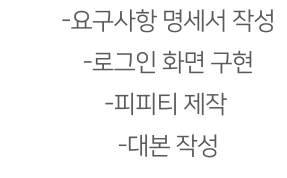 -요구사항 명세서 작성
-로그인 화면 구현
-피피티 제작
-대본 작성